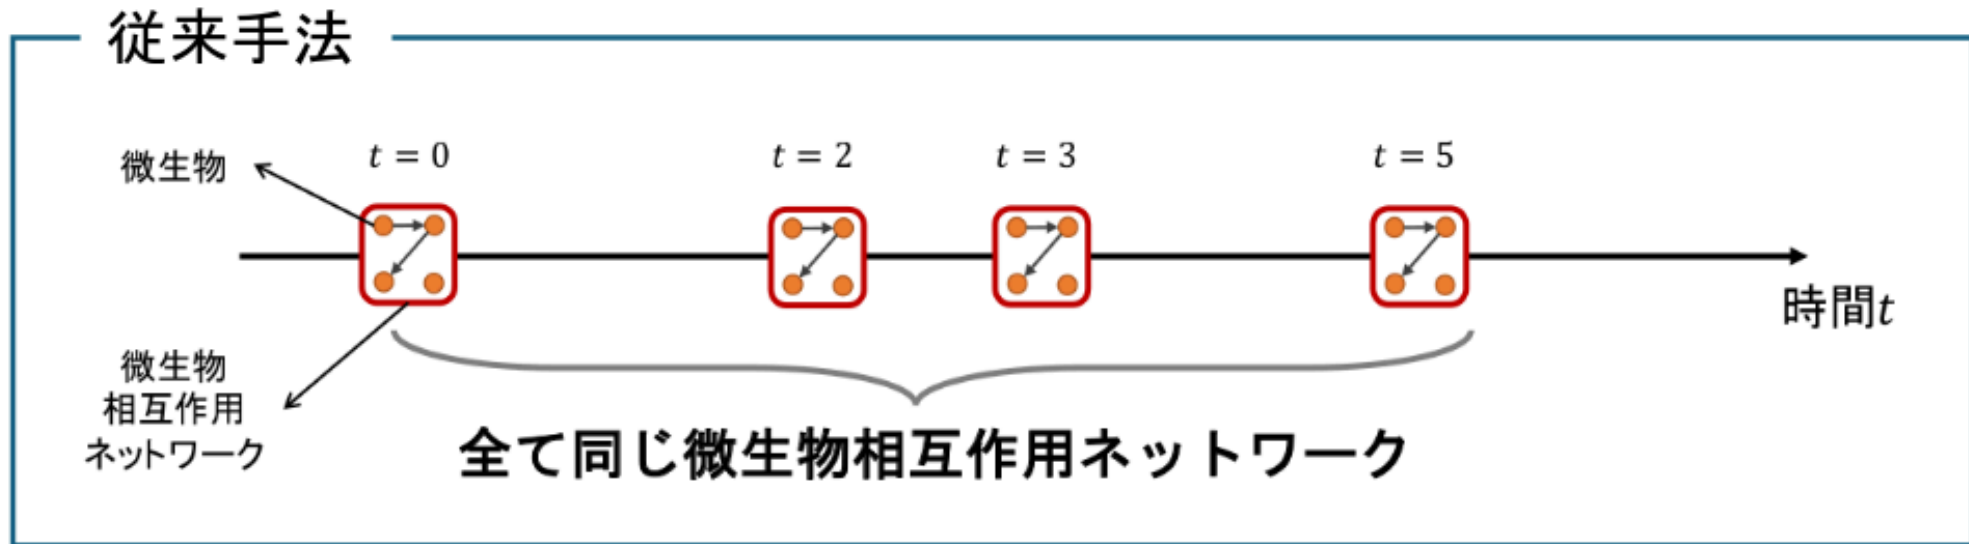 従来手法
微生物
t = 0
t = 2
t = 3
t = 5
時間t
微生物
相互作用
ネットワーク
全て同じ微生物相互作用ネットワーク